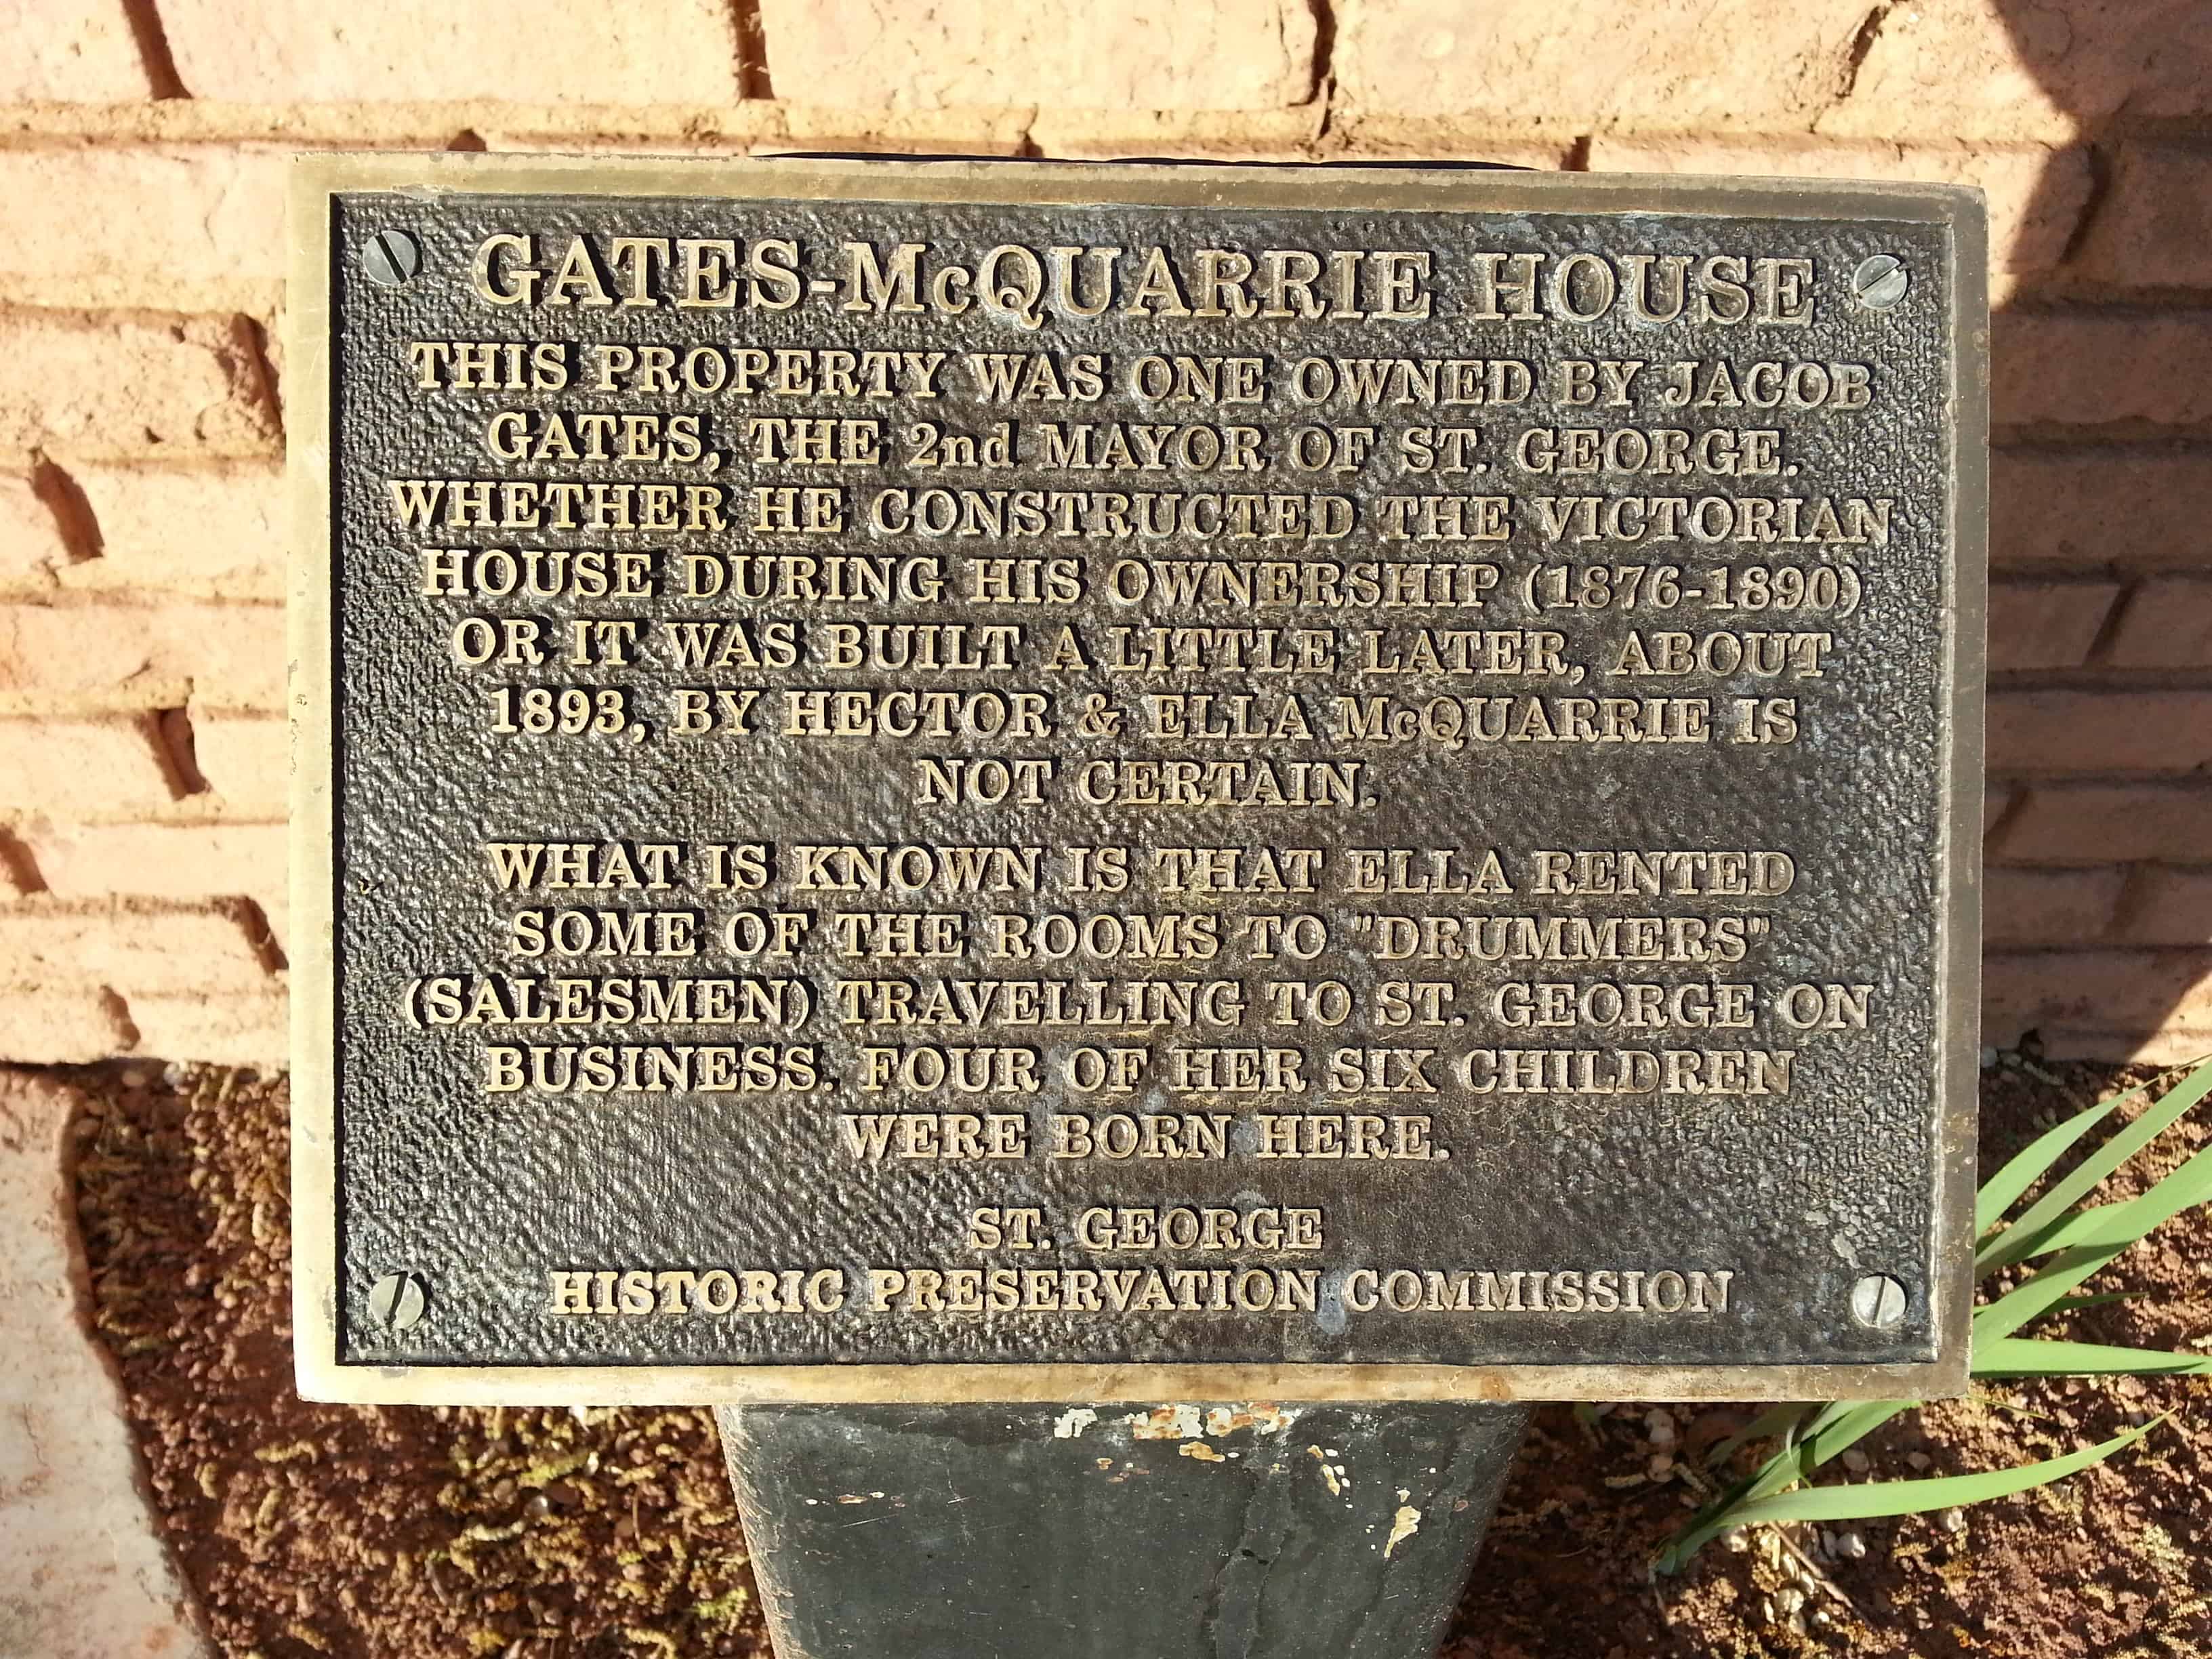 GATES-McQUARRIE HOUSE
THIS PROPERTY WAS ONE OWNED BY JACOB
GATES, THE 2nd MAYOR OF ST. GEORGE.
WHETHER HE CONSTRUCTED THE VICTORIAN
HOUSE DURING HIS OWNERSHIP (1876-1890)
OR IT WAS BUILT A LITTLE LATER, ABOUT
1893, BY HECTOR & ELLA McQUARRIE IS
NOT CERTAIN.
WHAT IS KNOWN IS THAT ELLA RENTED
SOME OF THE ROOMS TO "DRUMMERS"
(SALESMEN) TRAVELLING TO ST. GEORGE ON
BUSINESS. FOUR OF HER SIX CHILDREN
WERE BORN HERE.
ST. GEORGE
HISTORIC PRESERVATION COMMISSION